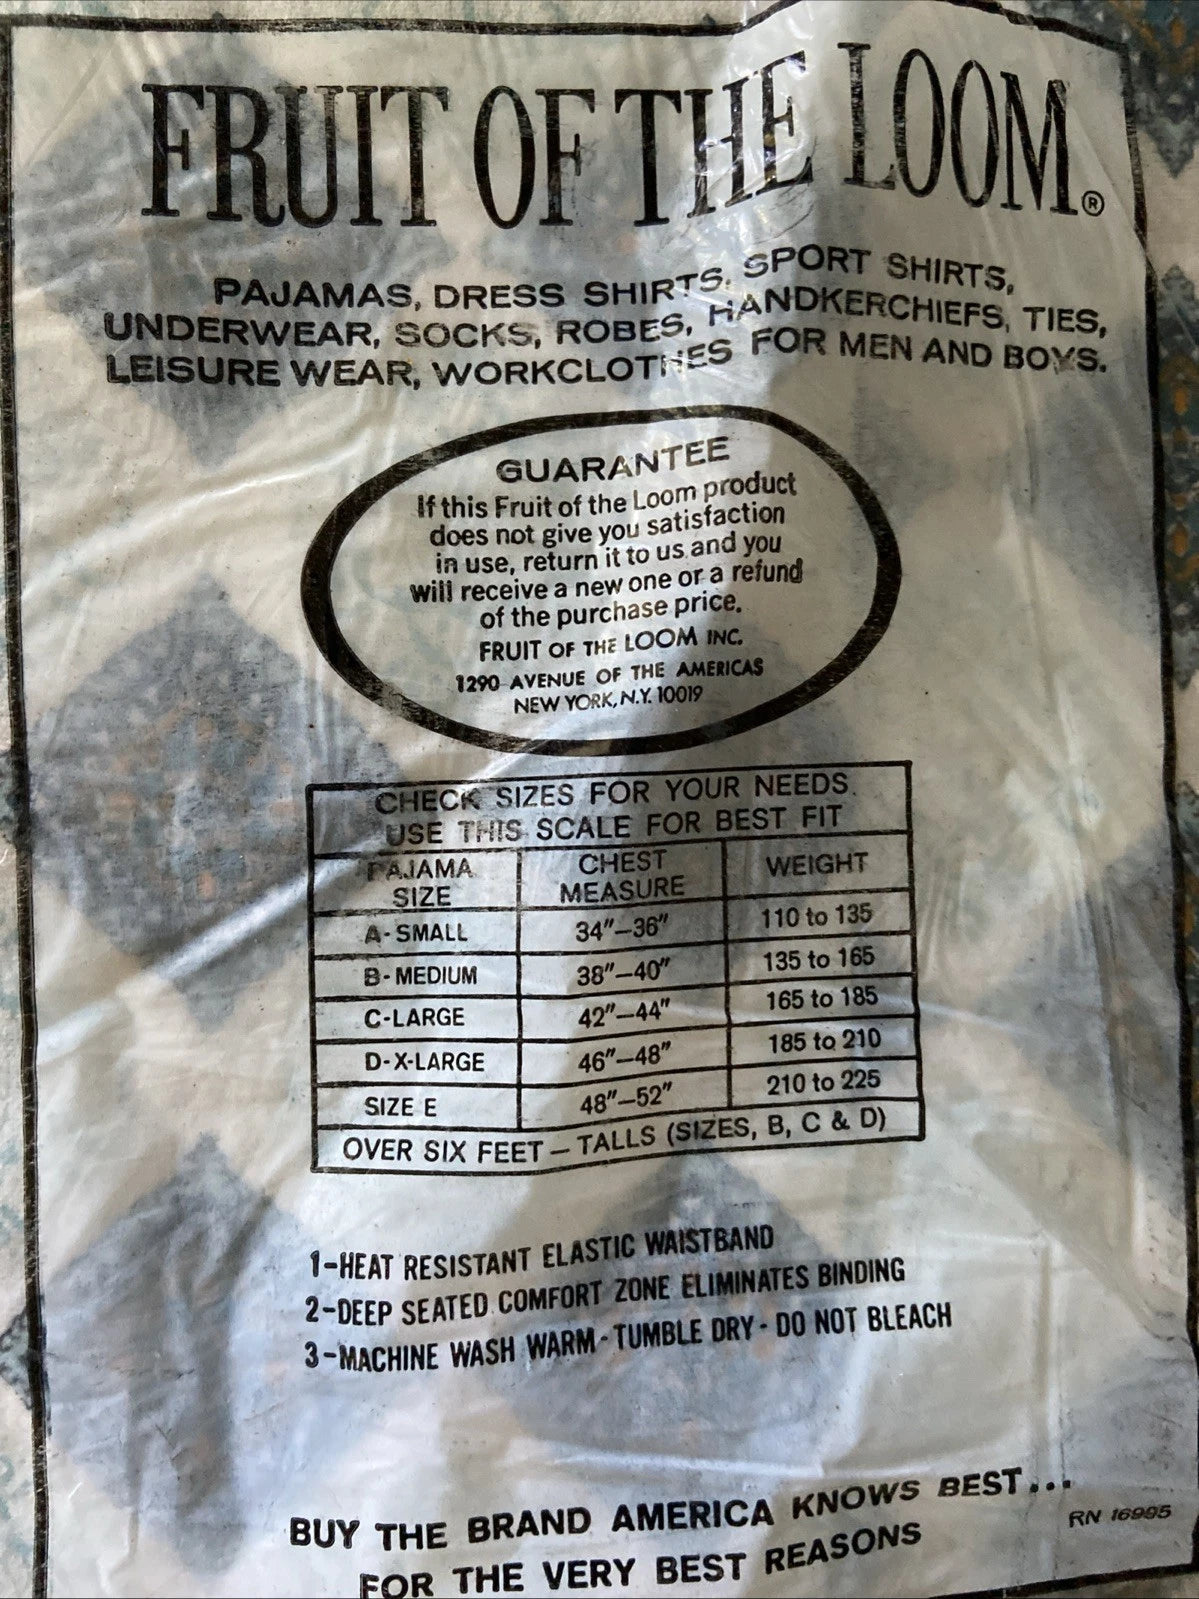 FRUIT OF THE LOOM®
PAJAMAS, DRESS SHIRTS, SPORT SHIRTS,
UNDERWEAR, SOCKS, ROBES, HANDKERCHIEFS, TIES,
LEISURE WEAR, WORKCLOTHES FOR MEN AND BOYS.
GUARANTEE
If this Fruit of the Loom product
does not give you satisfaction
in use, return it to us and you
will receive a new one or a refund
of the purchase price.
FRUIT OF THE LOOM INC.
1290 AVENUE OF THE AMERICAS
NEW YORK, N.Y. 10019
CHECK SIZES FOR YOUR NEEDS.
USE THIS SCALE FOR BEST FIT
PAJAMA SIZE CHEST MEASURE WEIGHT
A-SMALL 34"–36" 110 to 135
B-MEDIUM 38"–40" 135 to 165
C-LARGE 42"–44" 165 to 185
D-X-LARGE 46"–48" 185 to 210
SIZE E 48"–52" 210 to 225
OVER SIX FEET – TALLS (SIZES, B, C & D)
1-HEAT RESISTANT ELASTIC WAISTBAND
2-DEEP SEATED COMFORT ZONE ELIMINATES BINDING
3-MACHINE WASH WARM-TUMBLE DRY-DO NOT BLEACH
BUY THE BRAND AMERICA KNOWS BEST...
FOR THE VERY BEST REASONS
RN 16995